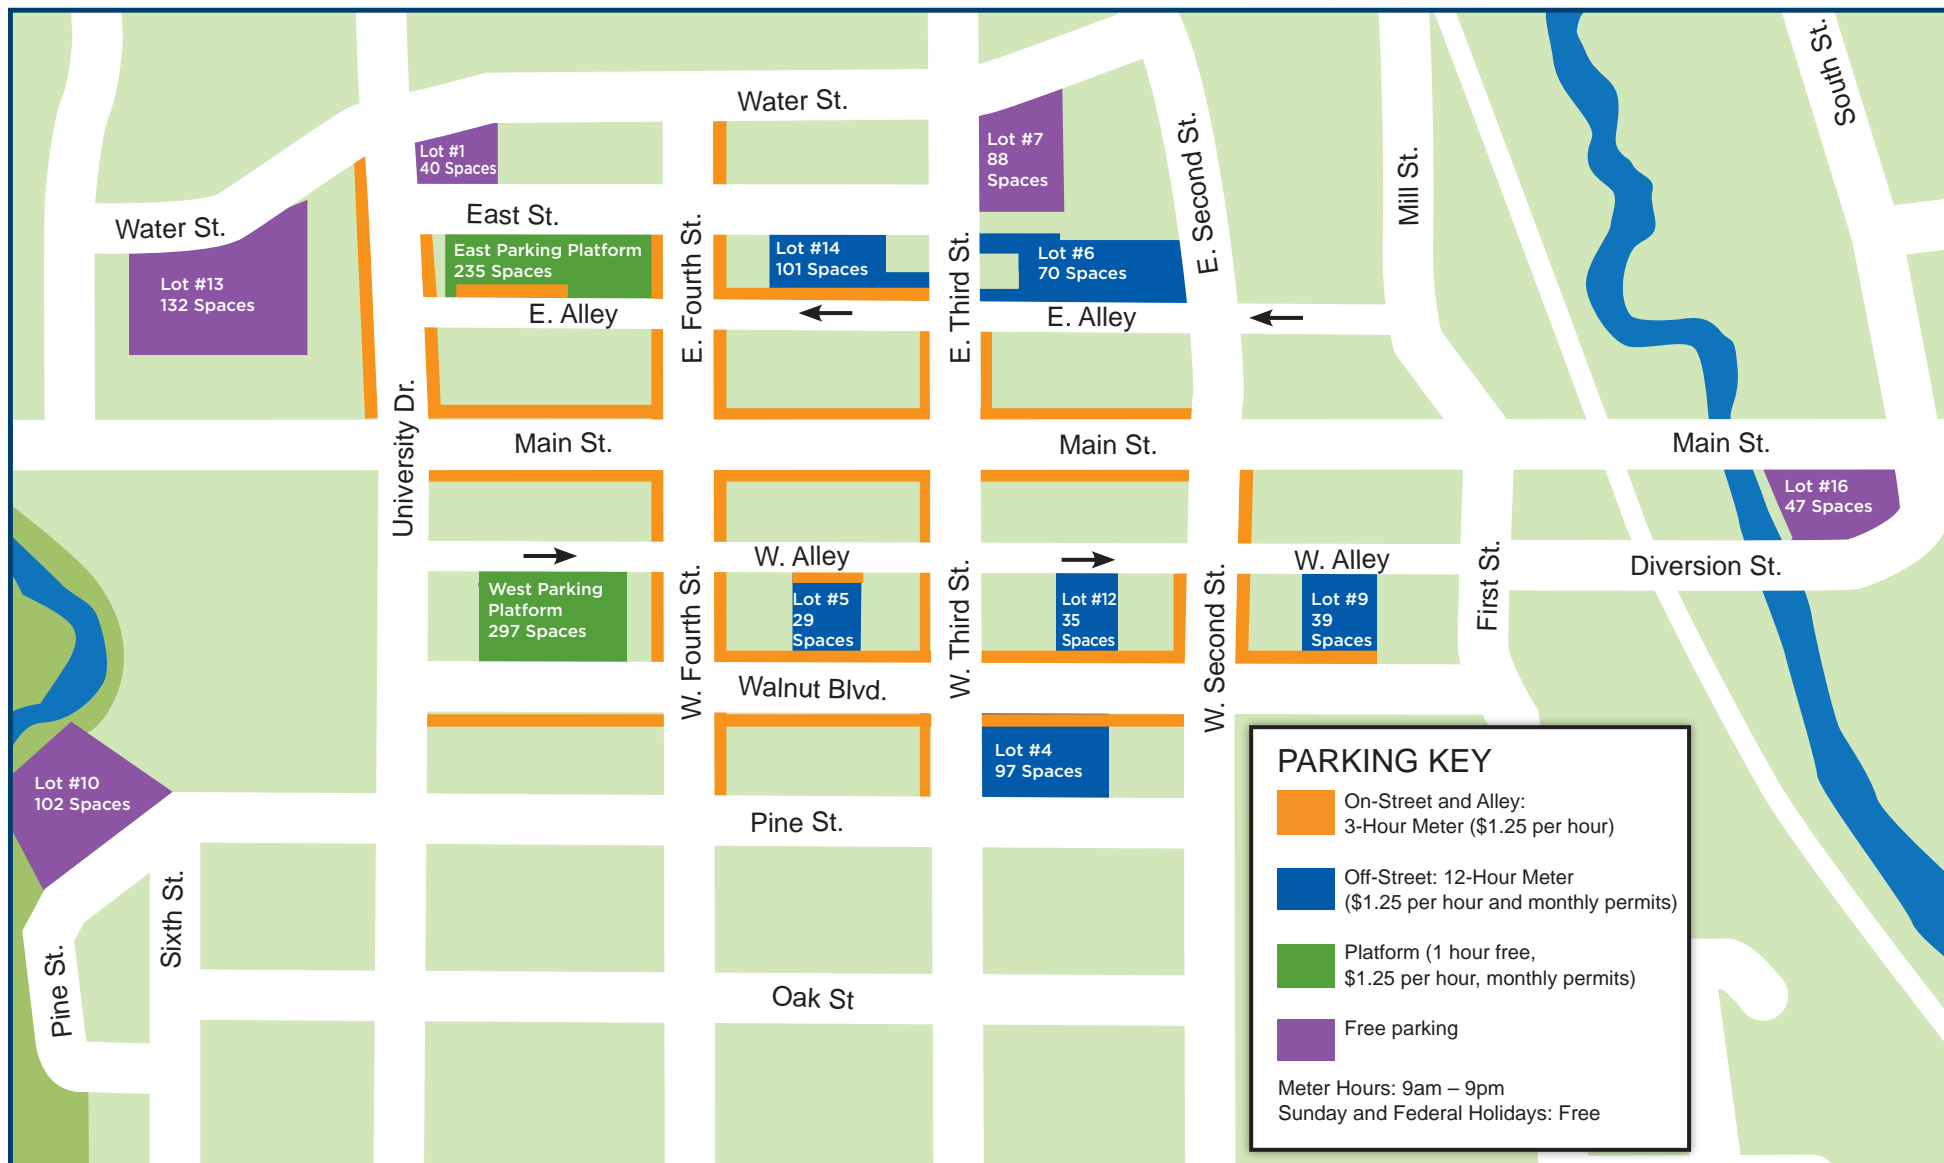 South St.
Water St.
Lot #1
40 Spaces
Lot #7
88
Spaces
E. Second St.
Mill St.
Water St.
East St.
E. Fourth St.
E. Third St.
East Parking Platform
235 Spaces
Lot #14
101 Spaces
Lot #6
70 Spaces
Lot #13
132 Spaces
E. Alley
E. Alley
University Dr.
Main St.
Main St.
Main St.
Lot #16
47 Spaces
W. Alley
W. Alley
Diversion St.
First St.
West Parking
Platform
297 Spaces
W. Fourth St.
Lot #5
29
Spaces
W. Third St.
Lot #12
35
Spaces
W. Second St.
Lot #9
39
Spaces
Walnut Blvd.
Lot #4
97 Spaces
Lot #10
102 Spaces
Pine St.
Sixth St.
Pine St.
Oak St
PARKING KEY
On-Street and Alley:
3-Hour Meter ($1.25 per hour)
Off-Street: 12-Hour Meter
($1.25 per hour and monthly permits)
Platform (1 hour free,
$1.25 per hour, monthly permits)
Free parking
Meter Hours: 9am – 9pm
Sunday and Federal Holidays: Free